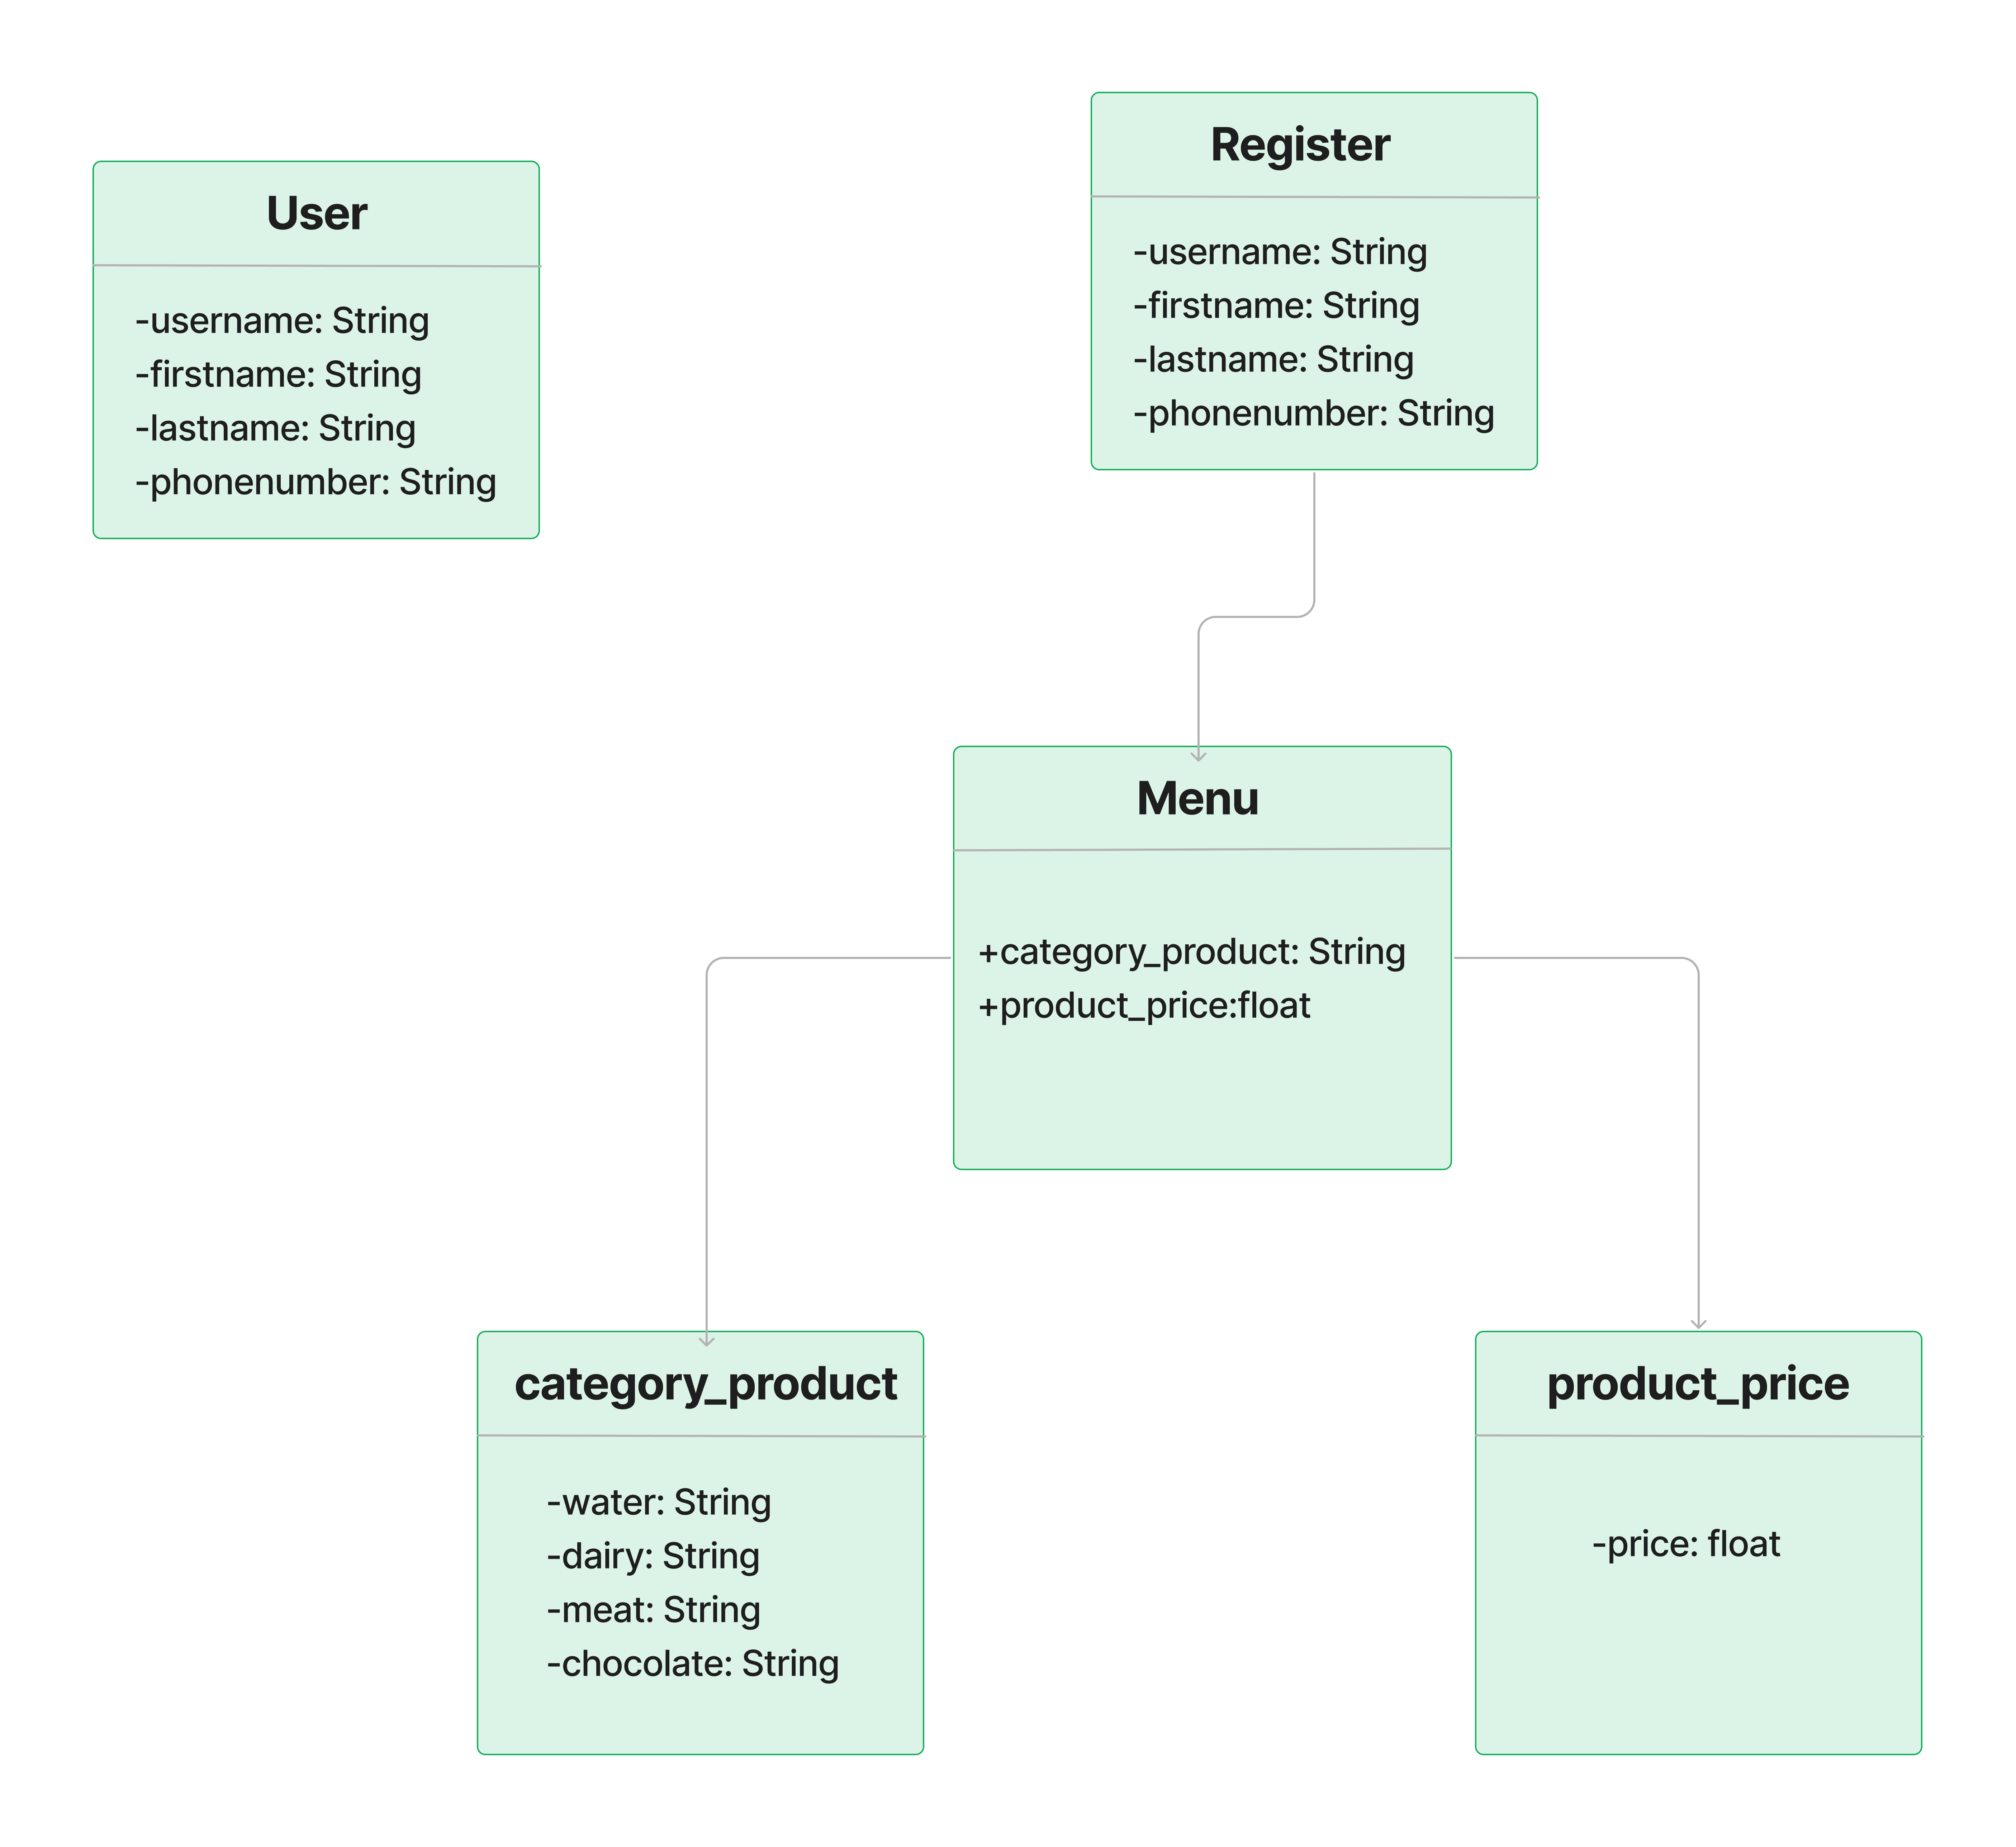 User
-username: String
-firstname: String
-lastname: String
-phonenumber: String
Register
-username: String
-firstname: String
-lastname: String
-phonenumber: String
Menu
+category_product: String
+product_price:float
category_product
-water: String
-dairy: String
-meat: String
-chocolate: String
product_price
-price: float